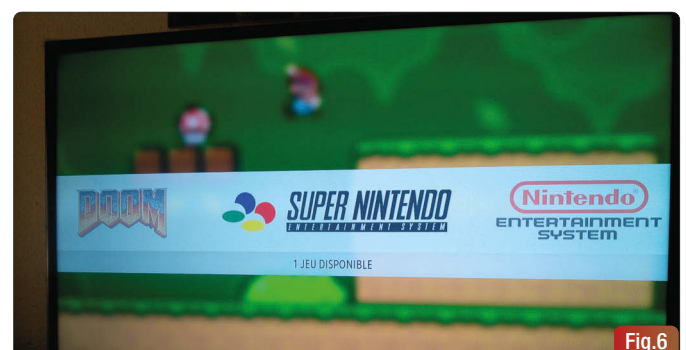 DOOM
SUPER NINTENDO
ENTERTAINMENT SYSTEM
Nintendo®
ENTERTAINMENT
SYSTEM
1 JEU DISPONIBLE
Fig.6